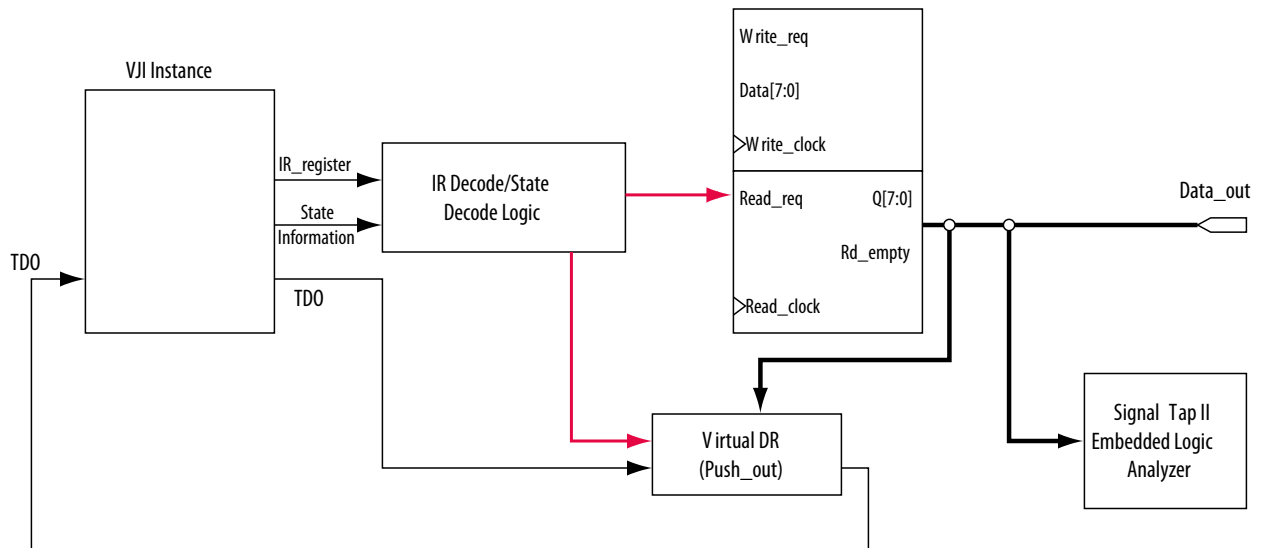 VJI Instance
IR_register
State
Information
TDO
TDO
IR Decode/State
Decode Logic
W rite_req
Data[7:0]
W rite_clock
Read_req
Q[7:0]
Rd_empty
Read_clock
Data_out
V irtual DR
(Push_out)
Signal Tap II
Embedded Logic
Analyzer